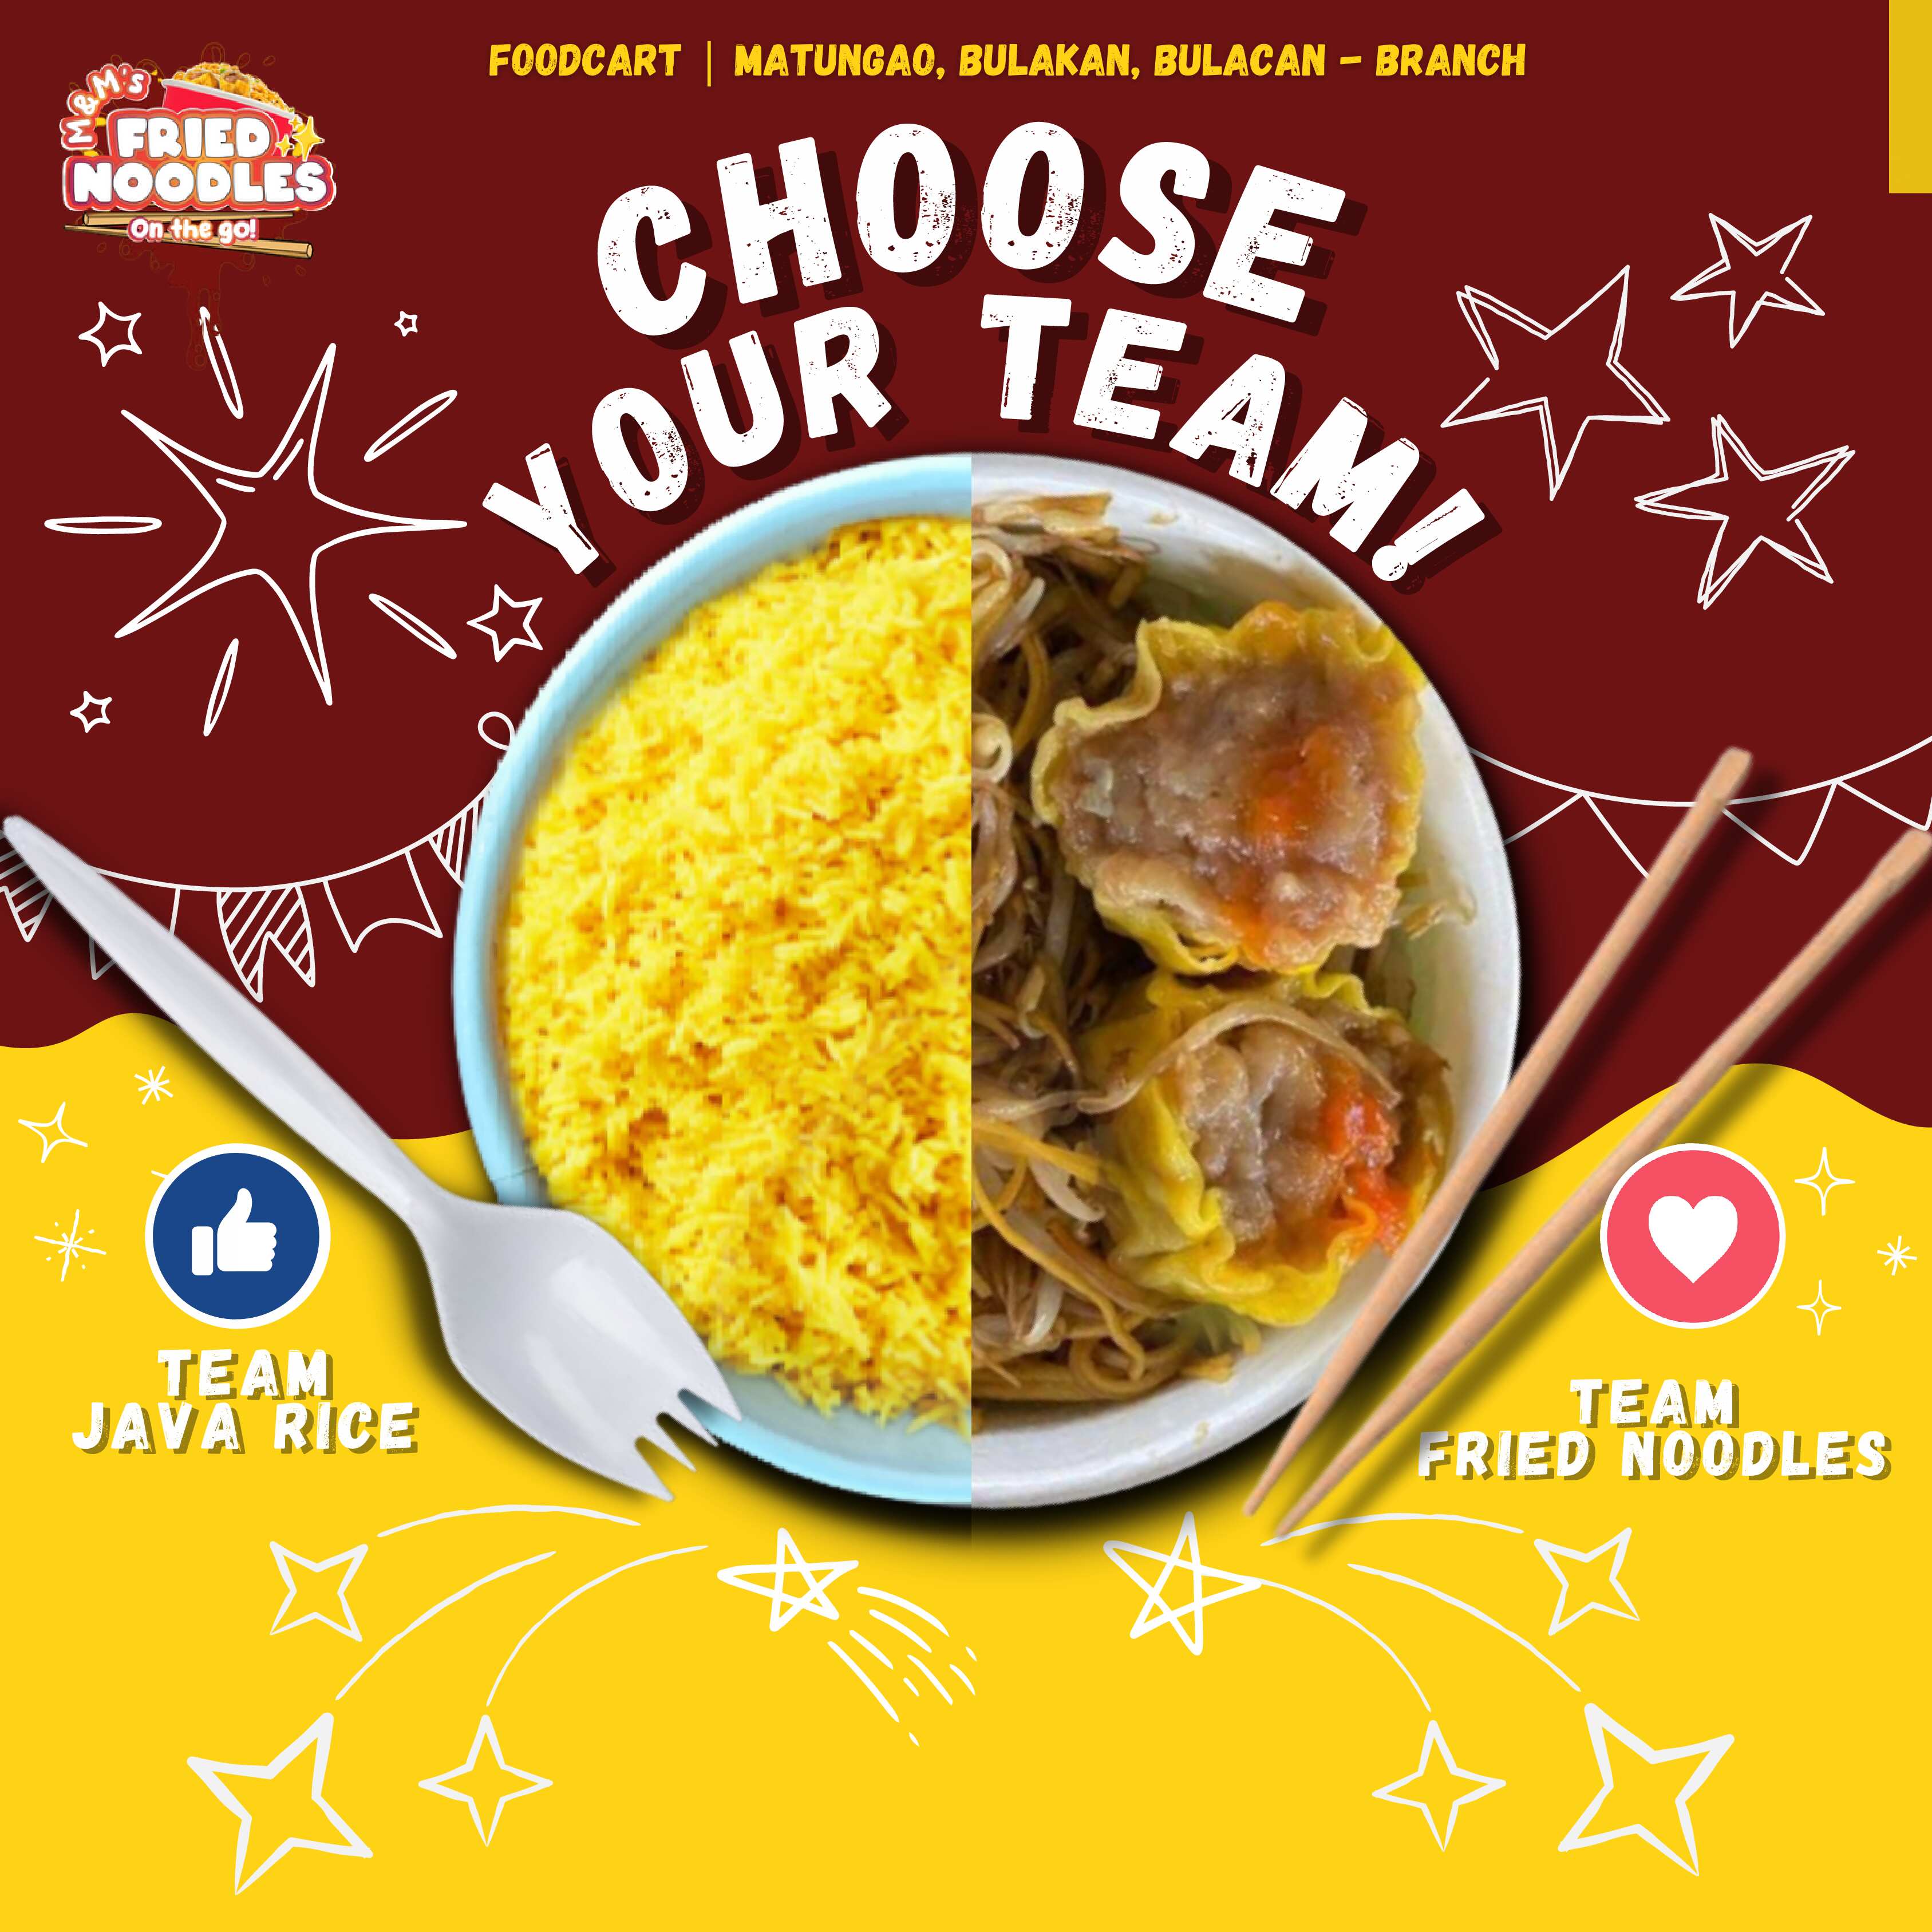 FOODCART | MATUNGAO, BULAKAN, BULACAN - BRANCH
M&M'S
FRIED
NOODLES
On the go!
CHOOSE
YOUR TEAM!
TEAM
JAVA RICE
TEAM
FRIED NOODLES